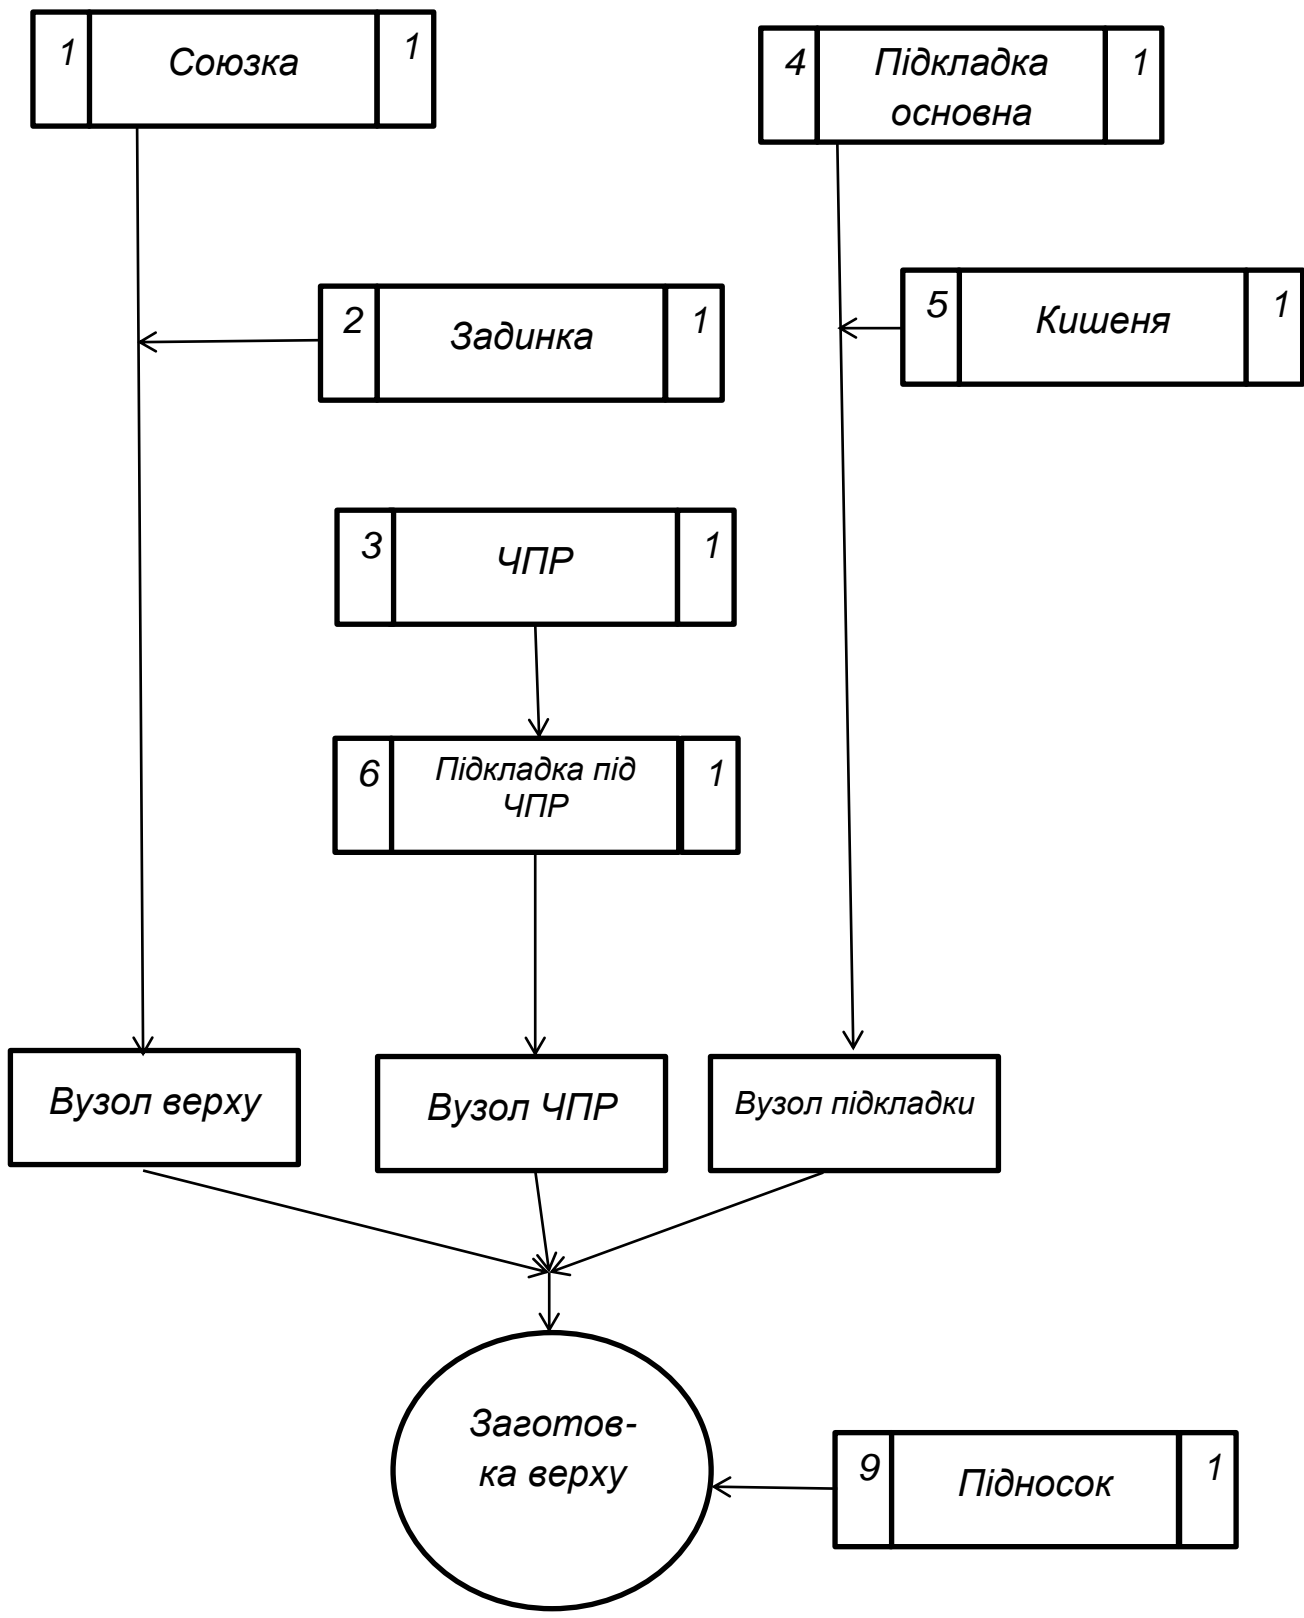 1 Союзка 1
4 Підкладка 1
основна
2 Задинка 1
5 Кишеня 1
3 ЧПР 1
6 Підкладка під 1
ЧПР
Вузол верху
Вузол ЧПР
Вузол підкладки
Заготов-
ка верху
9 Підносок 1